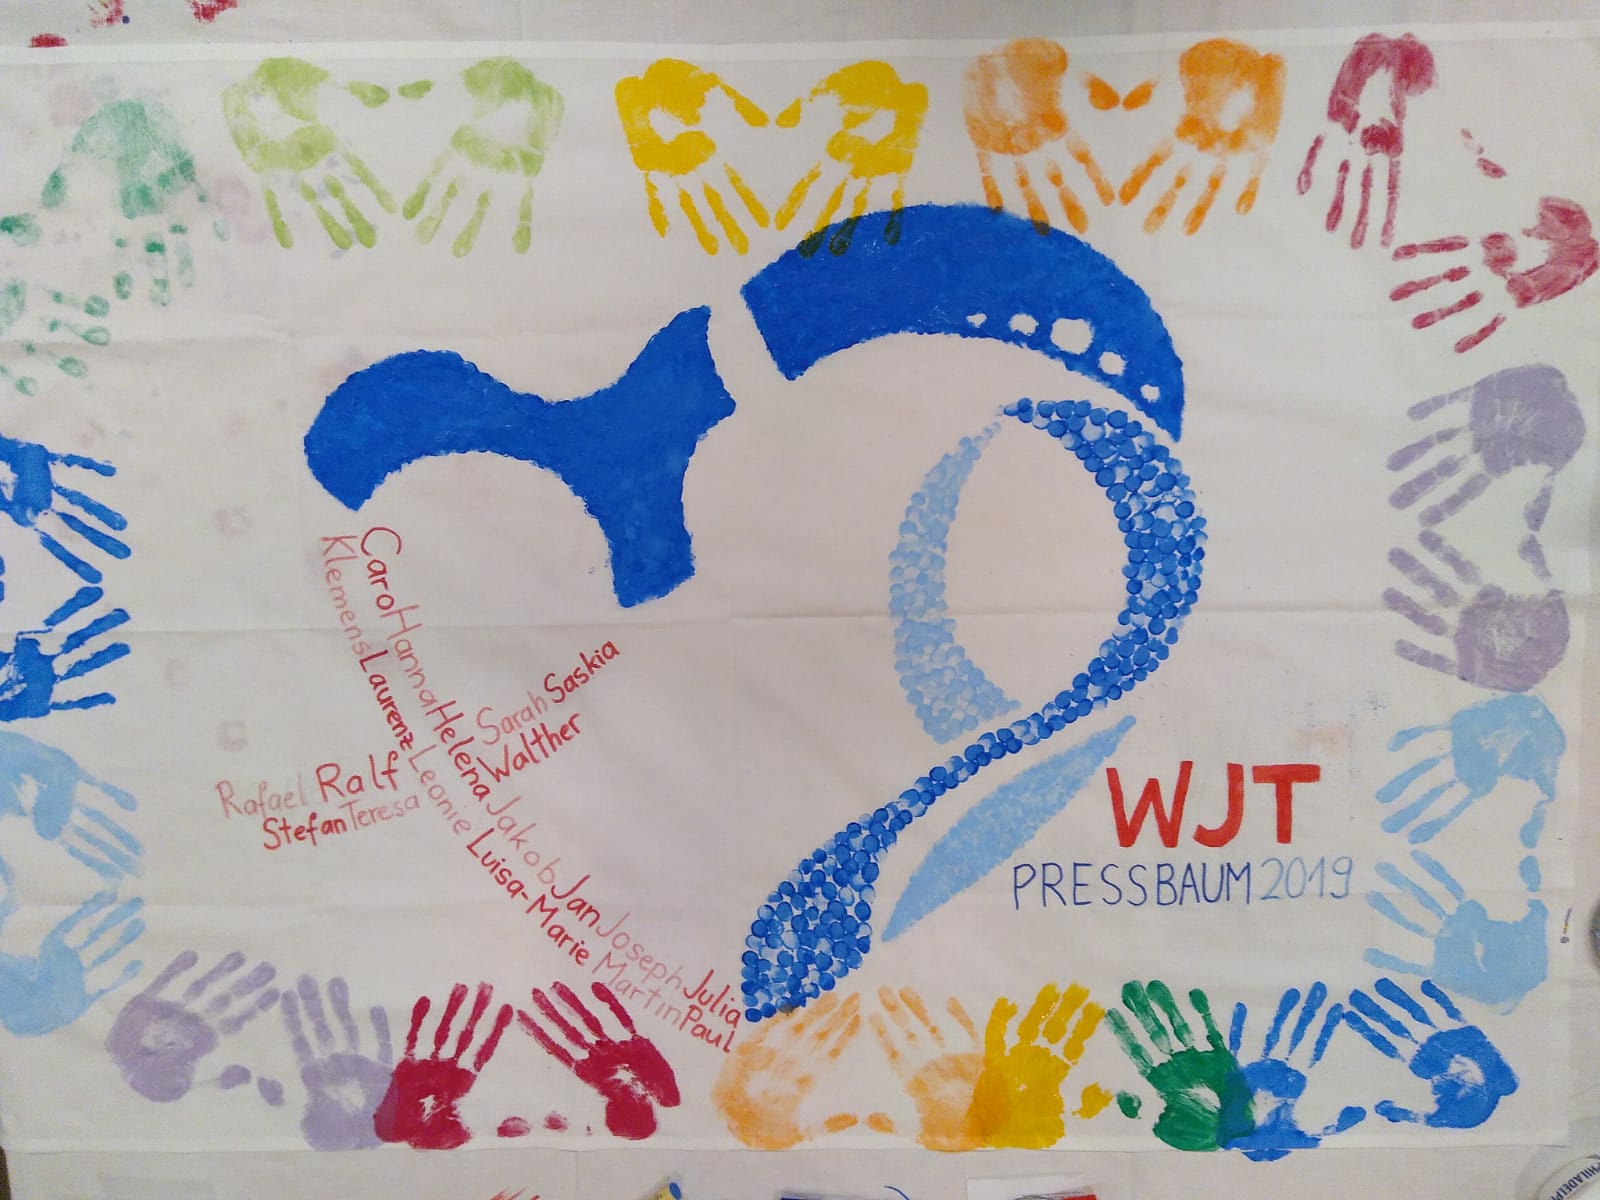 Caro Hanna Helena Jakob Jan Joseph Julia
Klemens Laurenz Leonie Luisa-Marie Martin Paul
Sarah Saskia
Walther
Rafael Ralf
Stefan Teresa
WJT
PRESSBAUM 2019